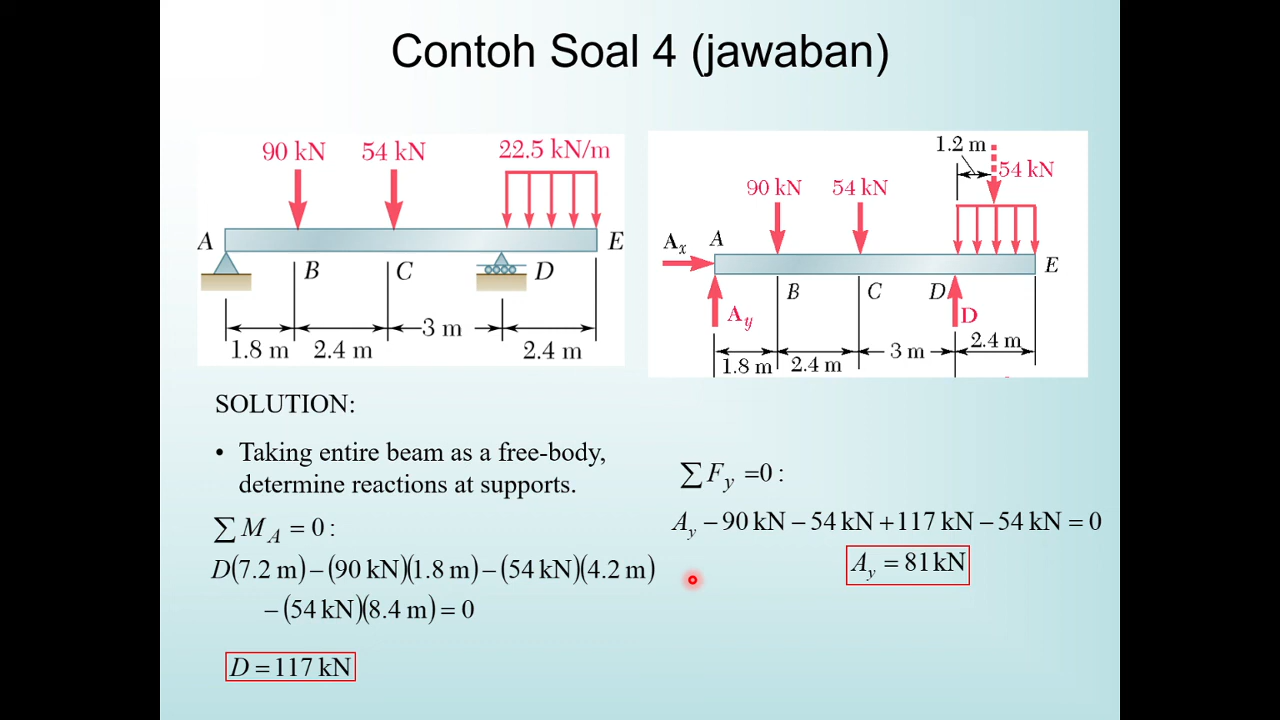 Contoh Soal 4 (jawaban)
90 kN 54 kN 22.5 kN/m
A E
B C D
3 m
1.8 m 2.4 m 2.4 m
1.2 m
54 kN
90 kN 54 kN
Ax A
E
B C D
Ay D
3 m 2.4 m
1.8 m 2.4 m
SOLUTION:
• Taking entire beam as a free-body,
determine reactions at supports.
∑ M_A = 0 :
D(7.2 m) − (90 kN)(1.8 m) − (54 kN)(4.2 m)
− (54 kN)(8.4 m) = 0
D = 117 kN
∑ F_y = 0 :
A_y − 90 kN − 54 kN + 117 kN − 54 kN = 0
A_y = 81 kN